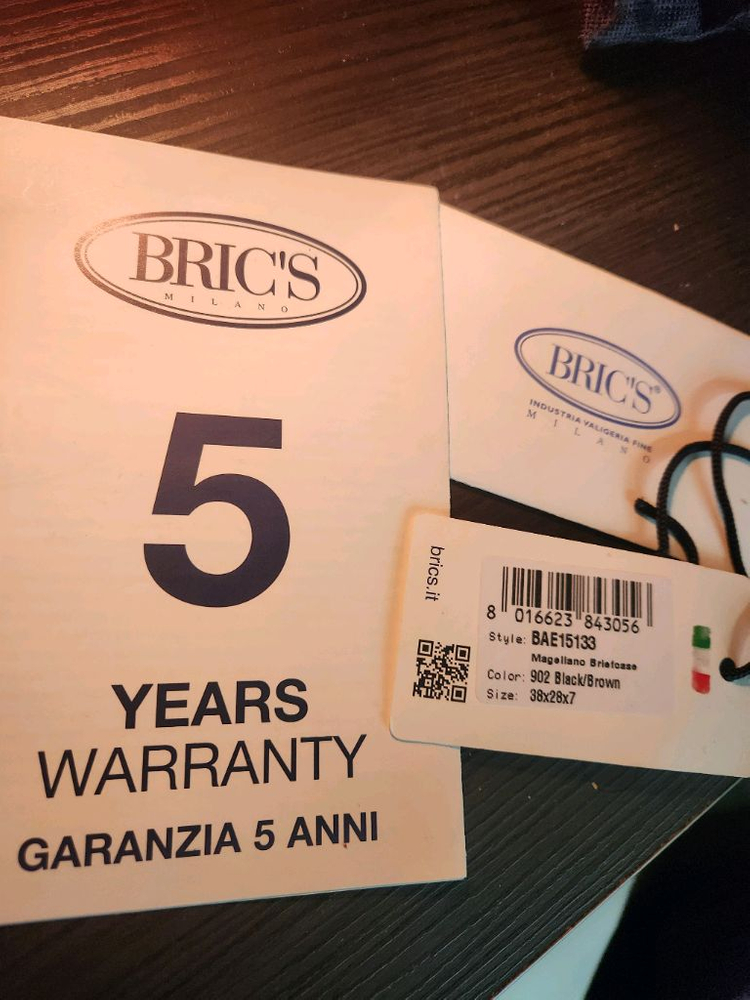 BRIC'S
MILANO
5
YEARS
WARRANTY
GARANZIA 5 ANNI
BRIC'S®
INDUSTRIA VALIGERIA FINE
MILANO
brics.it
8 016623 843056
Style: BAE15133
Magellano Briefcase
Color: 902 Black/Brown
Size: 38x28x7